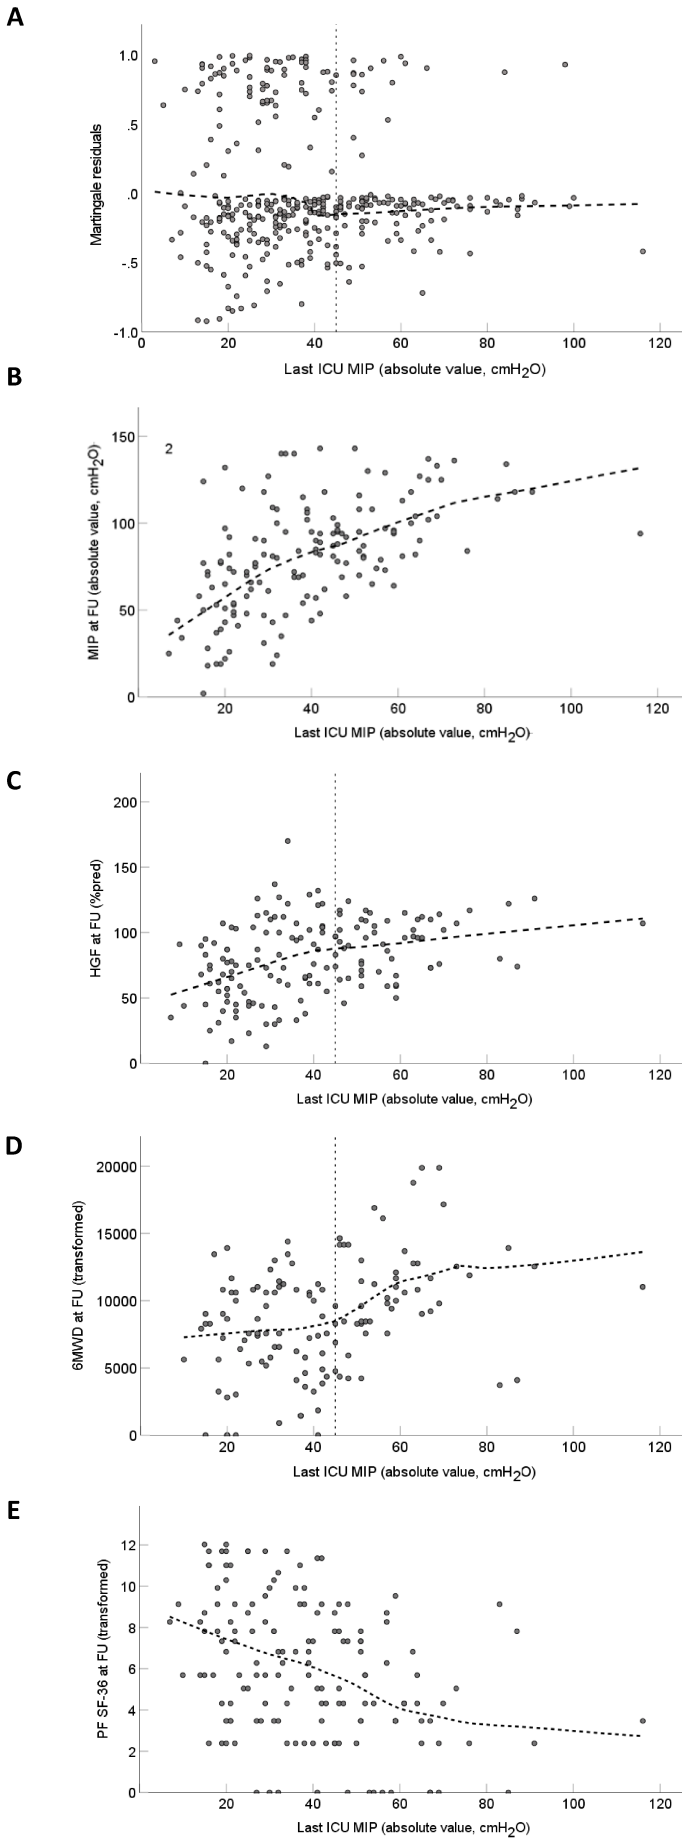 A
1.0
.5
.0
-.5
-1.0
Martingale residuals
0 20 40 60 80 100 120
Last ICU MIP (absolute value, cmH2O)
B
2
150
100
50
0
MIP at FU (absolute value, cmH2O)
20 40 60 80 100 120
Last ICU MIP (absolute value, cmH2O)
C
200
150
100
50
0
HGF at FU (%pred)
20 40 60 80 100 120
Last ICU MIP (absolute value, cmH2O)
D
20000
15000
10000
5000
0
6MWD at FU (transformed)
20 40 60 80 100 120
Last ICU MIP (absolute value, cmH2O)
E
12
10
8
6
4
2
0
PF SF-36 at FU (transformed)
20 40 60 80 100 120
Last ICU MIP (absolute value, cmH2O)